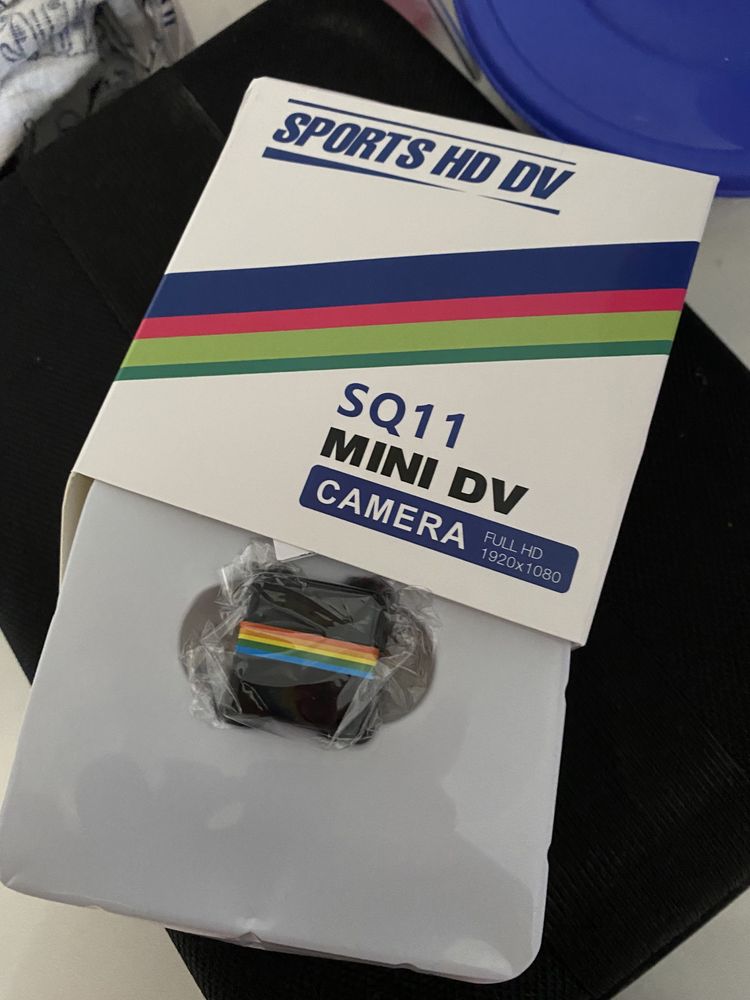 SPORTS HD DV
SQ11
MINI DV
CAMERA
FULL HD
1920x1080